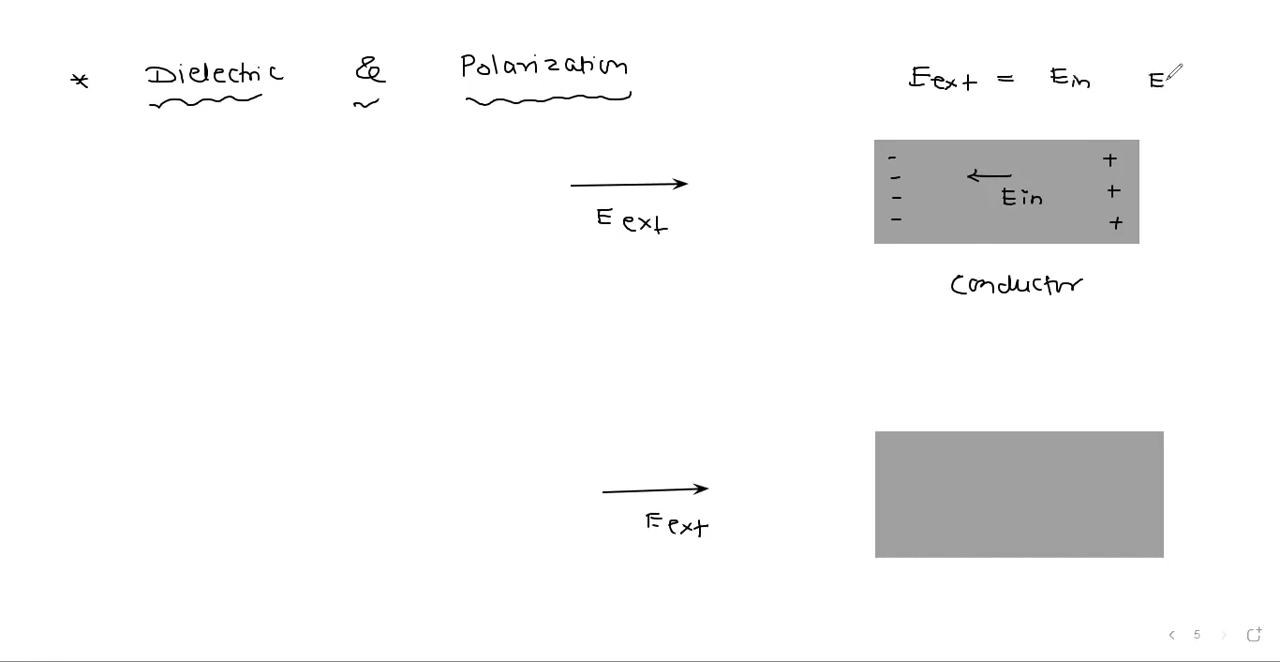 * Dielectric & Polarization
Eext = Ein E
- +
- ← Ein +
- +
-
Eext
Conductor
Eext
< 5 >